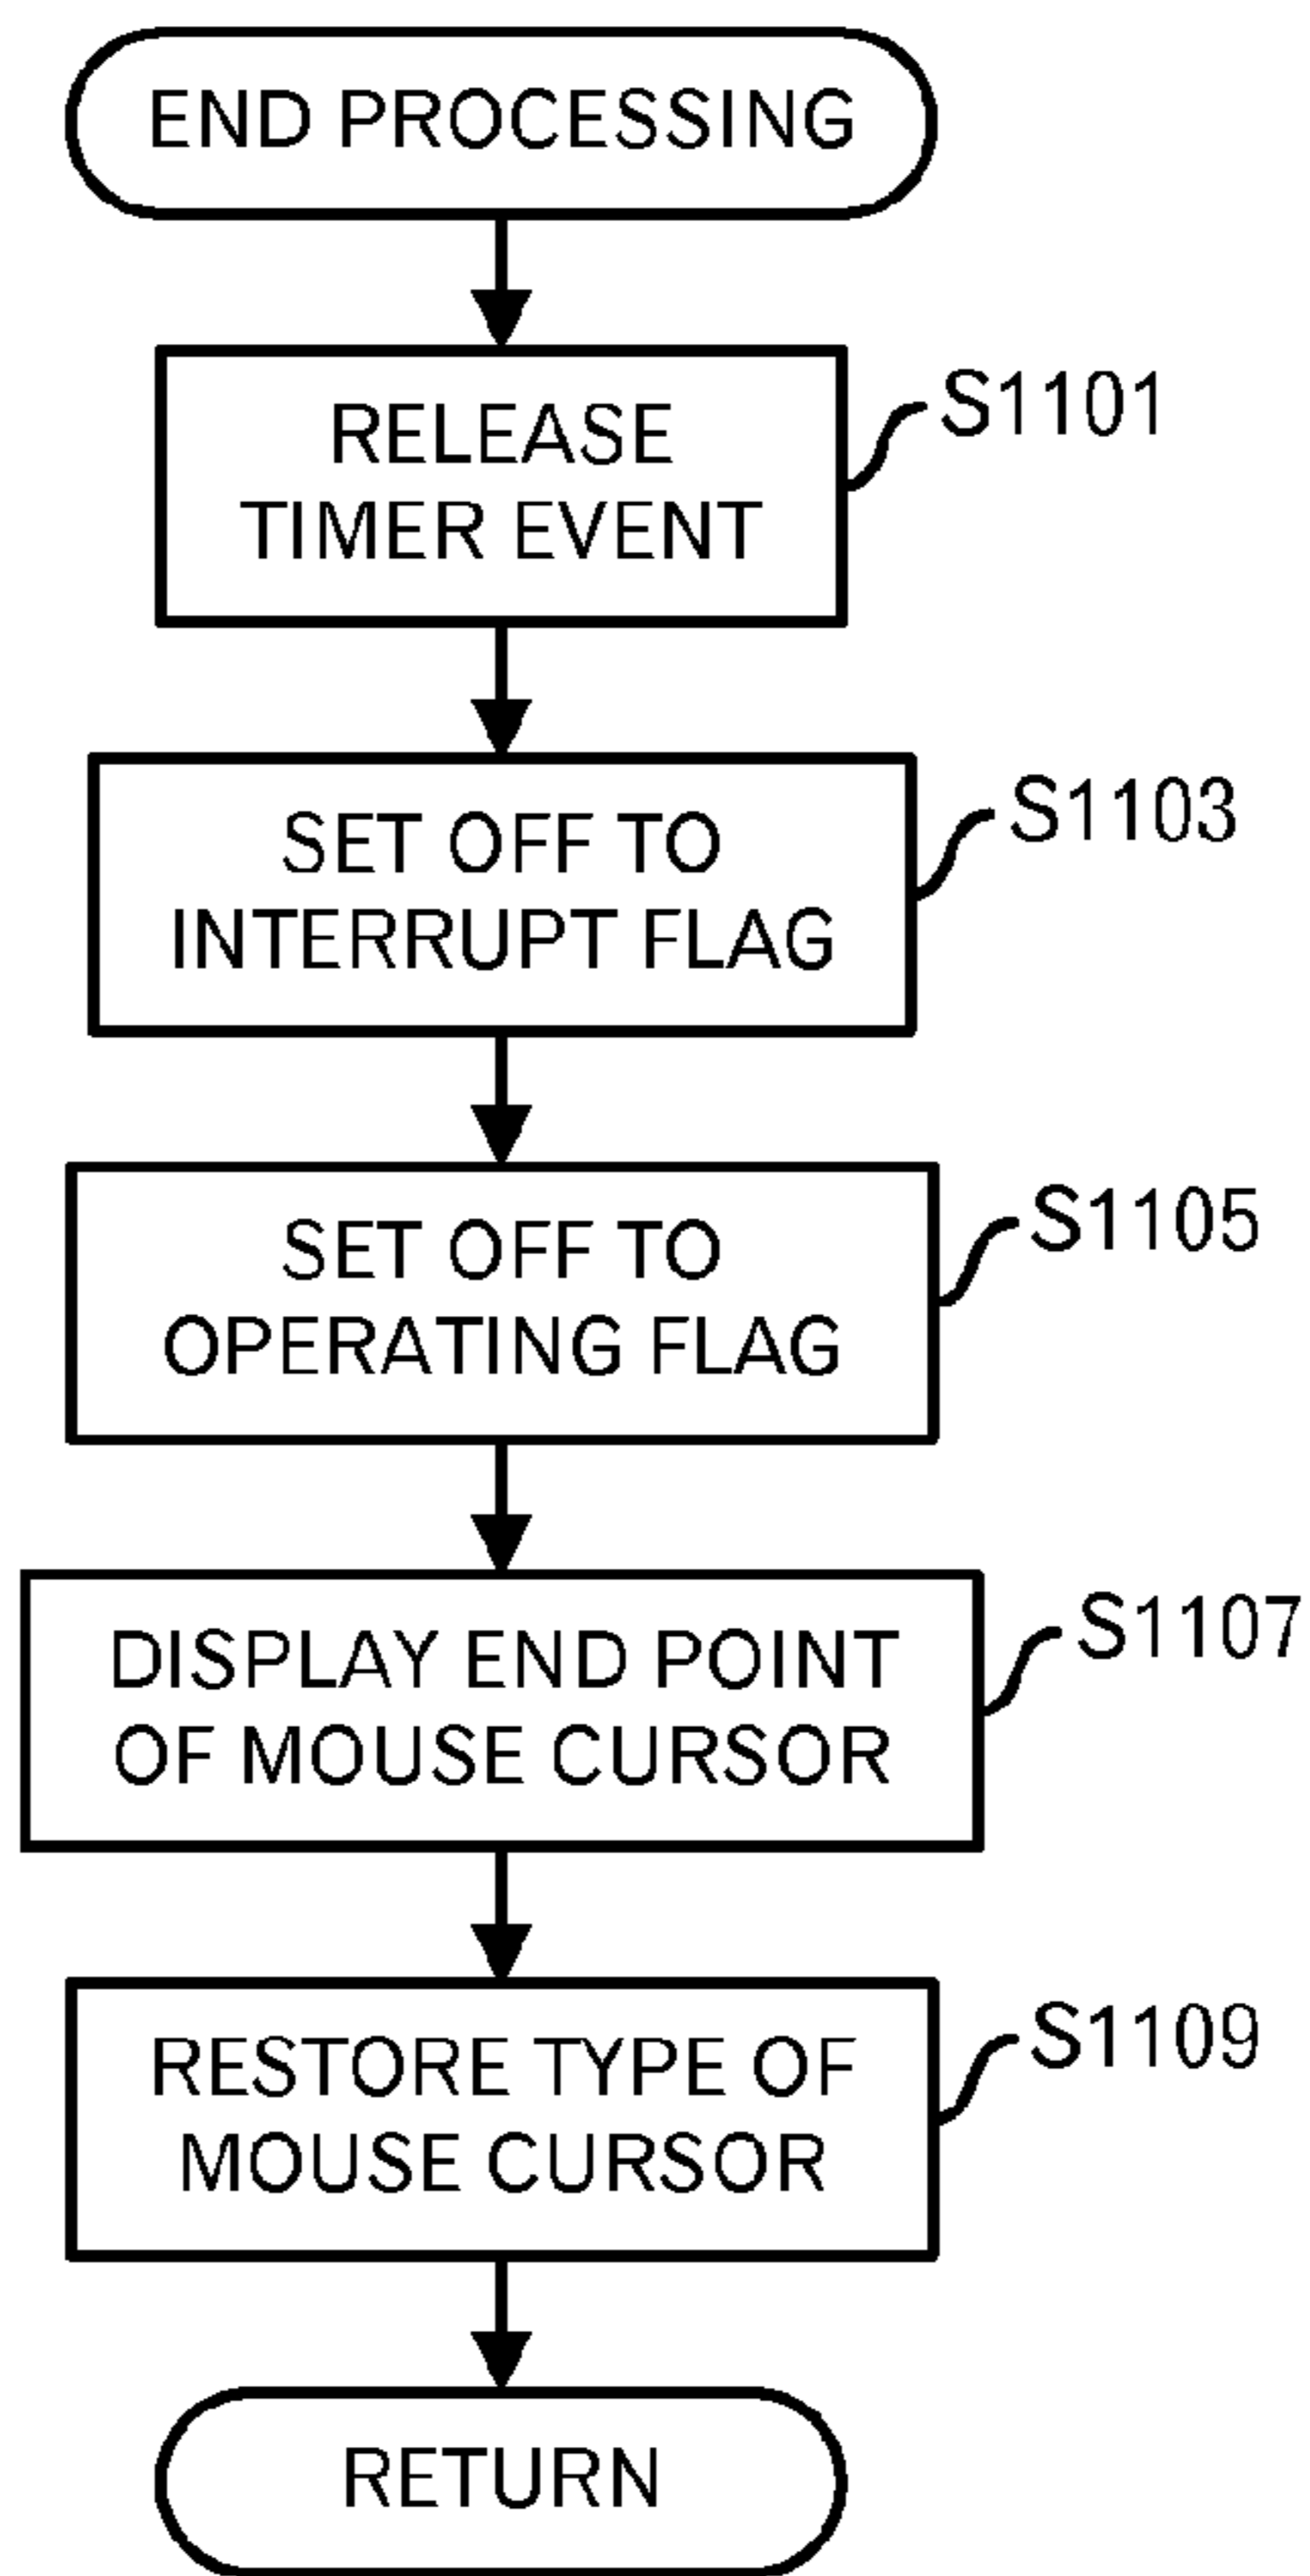 END PROCESSING
RELEASE
TIMER EVENT
S1101
SET OFF TO
INTERRUPT FLAG
S1103
SET OFF TO
OPERATING FLAG
S1105
DISPLAY END POINT
OF MOUSE CURSOR
S1107
RESTORE TYPE OF
MOUSE CURSOR
S1109
RETURN